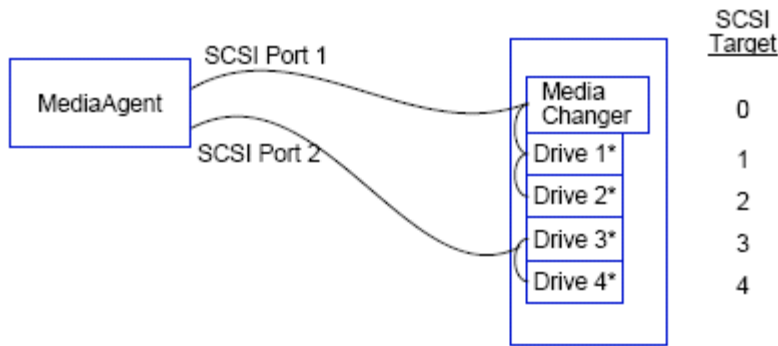 SCSI
Target
SCSI Port 1
MediaAgent
Media
Changer
0
SCSI Port 2
Drive 1*
1
Drive 2*
2
Drive 3*
3
Drive 4*
4